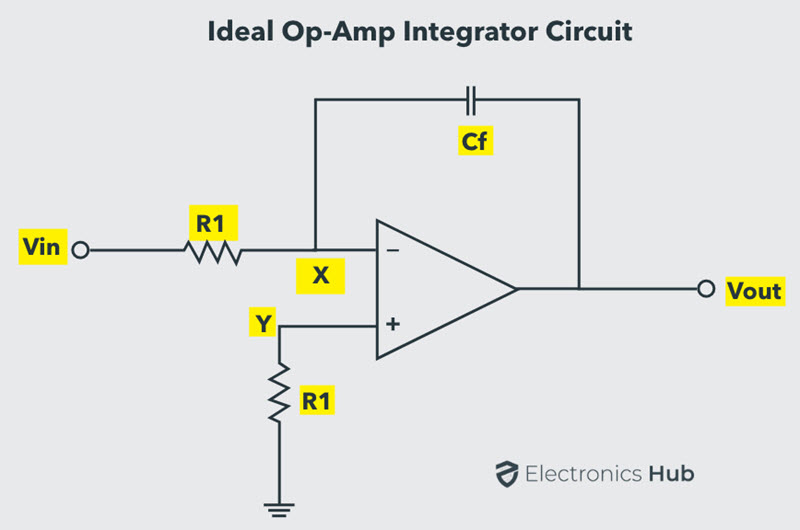 Ideal Op-Amp Integrator Circuit
Cf
R1
Vin
−
X
Vout
Y
+
R1
Electronics Hub